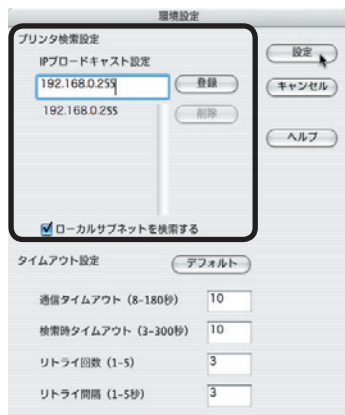 環境設定
プリンタ検索設定
IPブロードキャスト設定
192.168.0.255
登録
192.168.0.255
削除
ローカルサブネットを検索する
設定
キャンセル
ヘルプ
タイムアウト設定
デフォルト
通信タイムアウト (8-180秒) 10
検索時タイムアウト (3-300秒) 10
リトライ回数 (1-5) 3
リトライ間隔 (1-5秒) 3